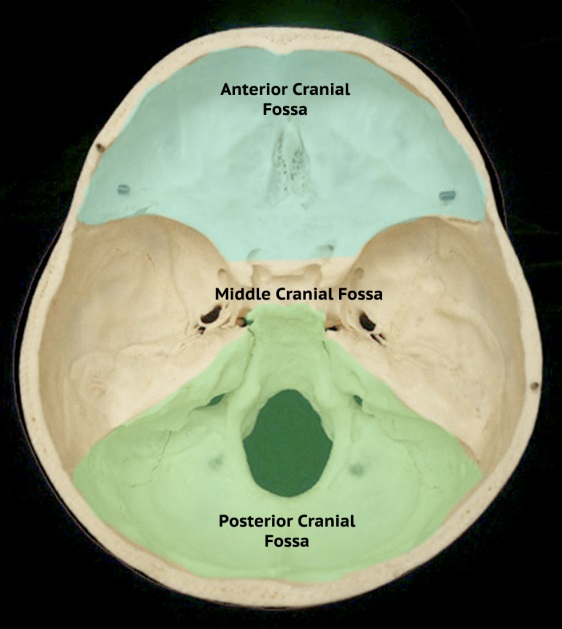 Anterior Cranial
Fossa
Middle Cranial Fossa
Posterior Cranial
Fossa